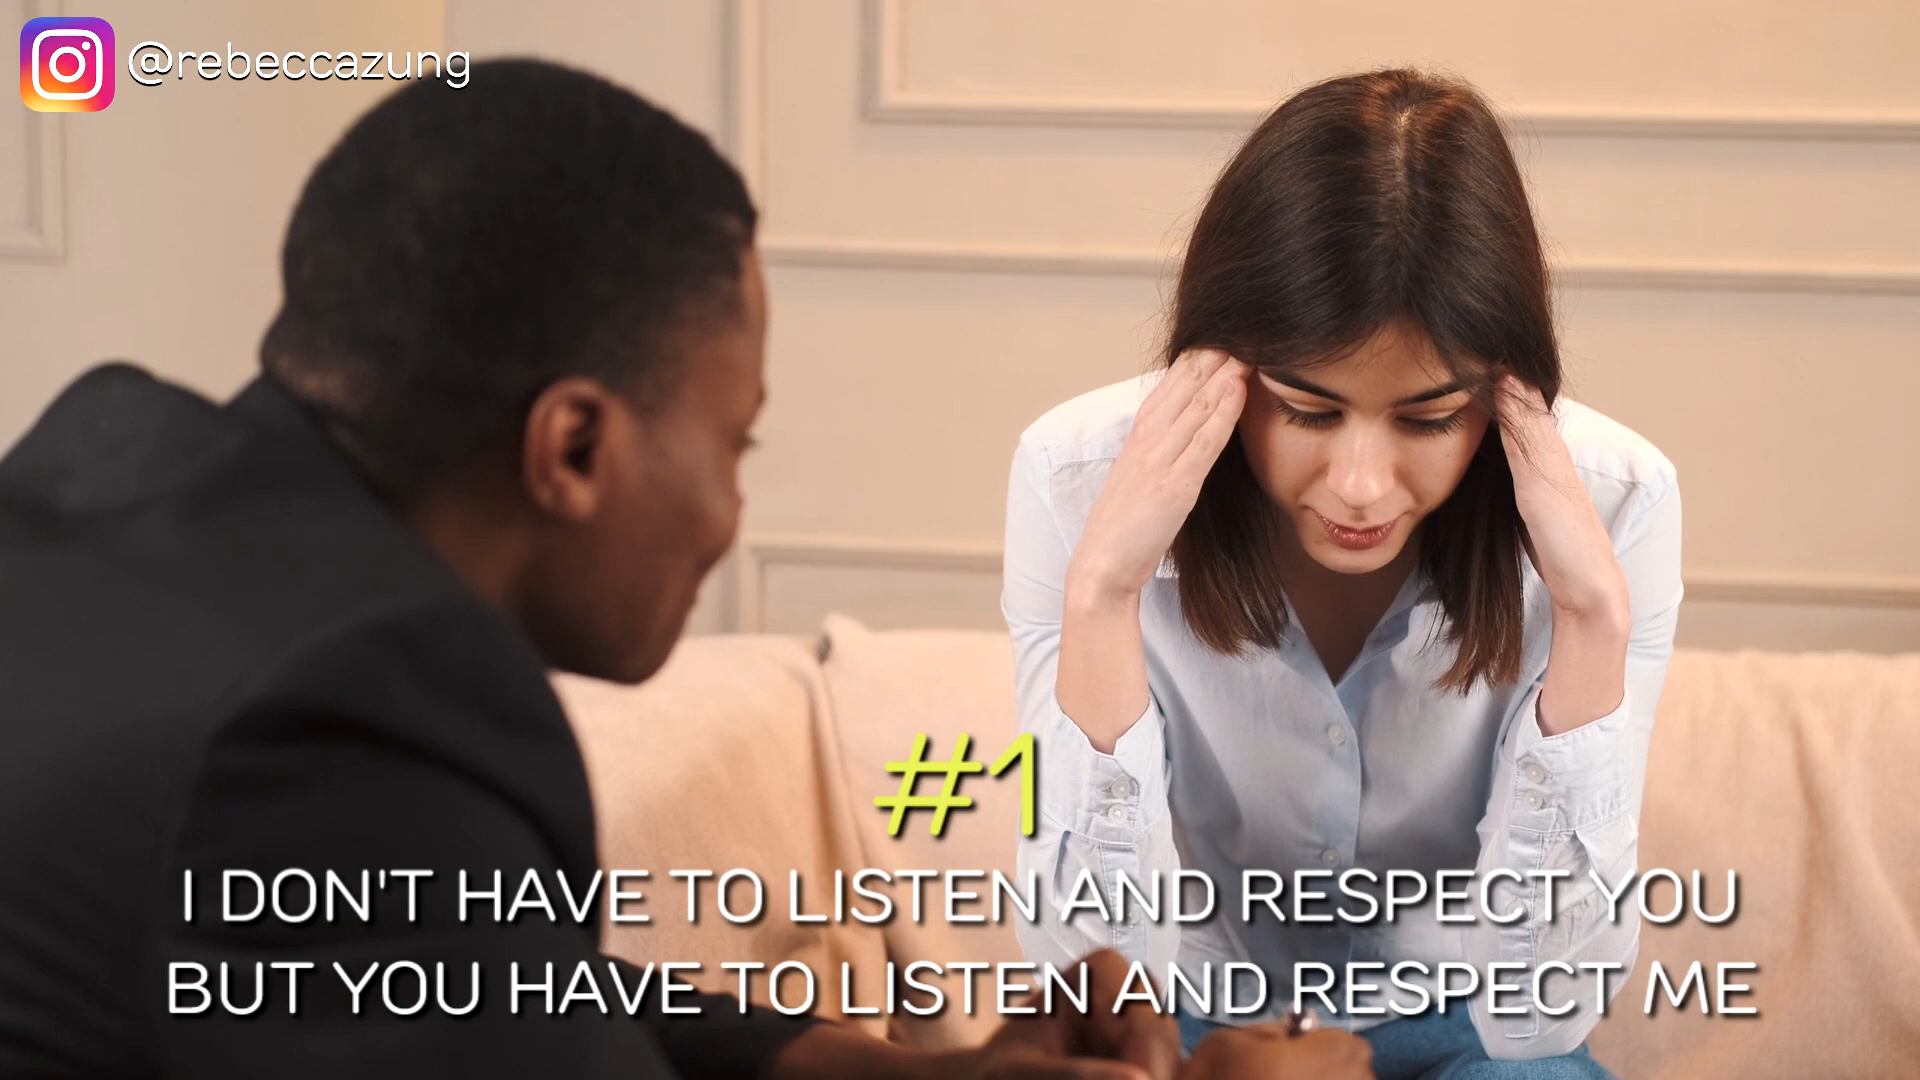 @rebeccazung
#1
I DON'T HAVE TO LISTEN AND RESPECT YOU
BUT YOU HAVE TO LISTEN AND RESPECT ME